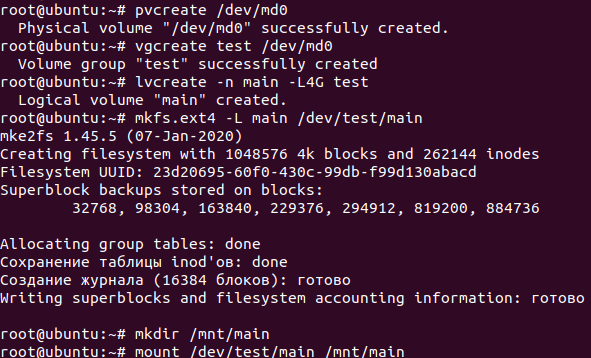 root@ubuntu:~# pvcreate /dev/md0
  Physical volume "/dev/md0" successfully created.
root@ubuntu:~# vgcreate test /dev/md0
  Volume group "test" successfully created
root@ubuntu:~# lvcreate -n main -L4G test
  Logical volume "main" created.
root@ubuntu:~# mkfs.ext4 -L main /dev/test/main
mke2fs 1.45.5 (07-Jan-2020)
Creating filesystem with 1048576 4k blocks and 262144 inodes
Filesystem UUID: 23d20695-60f0-430c-99db-f99d130abacd
Superblock backups stored on blocks:
        32768, 98304, 163840, 229376, 294912, 819200, 884736
Allocating group tables: done
Сохранение таблицы inod'ов: done
Создание журнала (16384 блоков): готово
Writing superblocks and filesystem accounting information: готово
root@ubuntu:~# mkdir /mnt/main
root@ubuntu:~# mount /dev/test/main /mnt/main